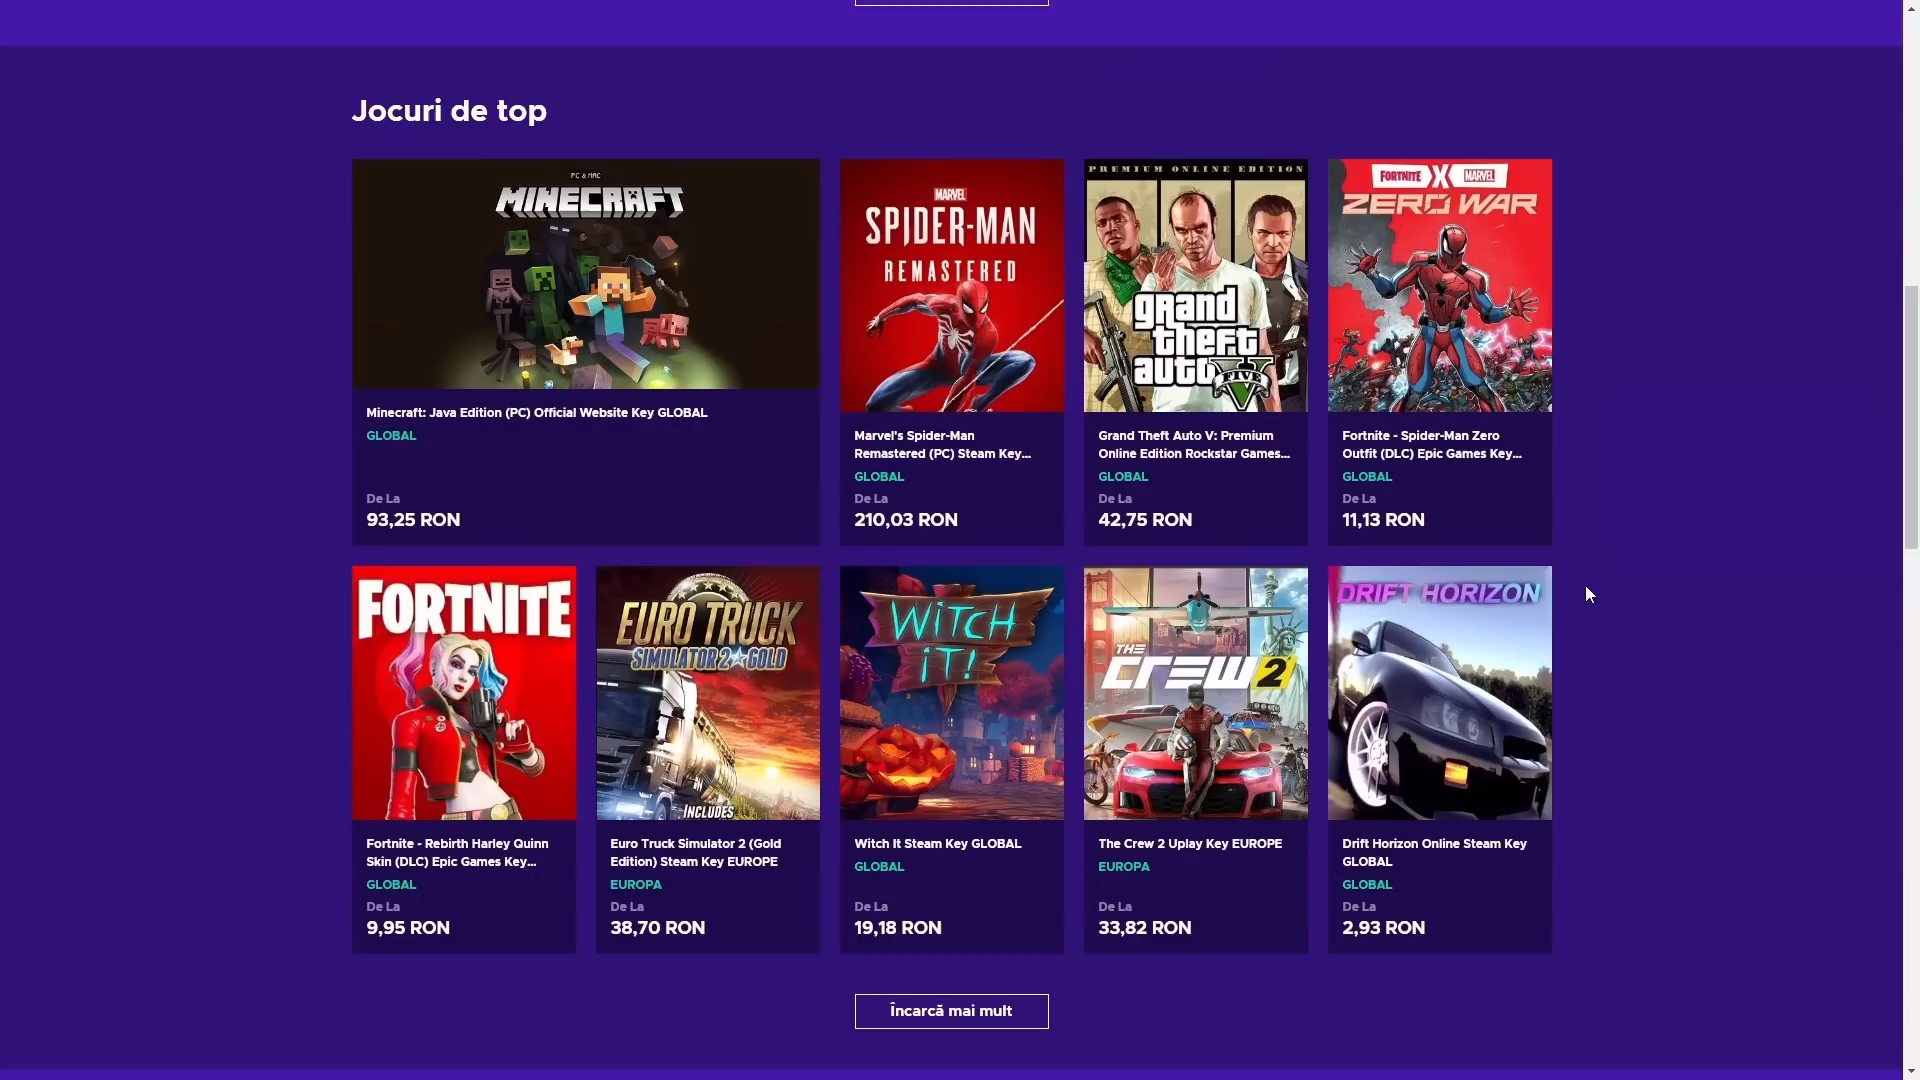 Jocuri de top
PC & MAC
MINECRAFT
Minecraft: Java Edition (PC) Official Website Key GLOBAL
GLOBAL
De La
93,25 RON
MARVEL
SPIDER-MAN
REMASTERED
Marvel's Spider-Man
Remastered (PC) Steam Key...
GLOBAL
De La
210,03 RON
PREMIUM ONLINE EDITION
grand
theft
auto
FIVE
Grand Theft Auto V: Premium
Online Edition Rockstar Games...
GLOBAL
De La
42,75 RON
FORTNITE X MARVEL
ZERO WAR
Fortnite - Spider-Man Zero
Outfit (DLC) Epic Games Key...
GLOBAL
De La
11,13 RON
FORTNITE
Fortnite - Rebirth Harley Quinn
Skin (DLC) Epic Games Key...
GLOBAL
De La
9,95 RON
EURO TRUCK
SIMULATOR 2 GOLD
INCLUDES
Euro Truck Simulator 2 (Gold
Edition) Steam Key EUROPE
EUROPA
De La
38,70 RON
WITCH
IT!
Witch It Steam Key GLOBAL
GLOBAL
De La
19,18 RON
THE
CREW 2
The Crew 2 Uplay Key EUROPE
EUROPA
De La
33,82 RON
DRIFT HORIZON
Drift Horizon Online Steam Key
GLOBAL
GLOBAL
De La
2,93 RON
Încarcă mai mult